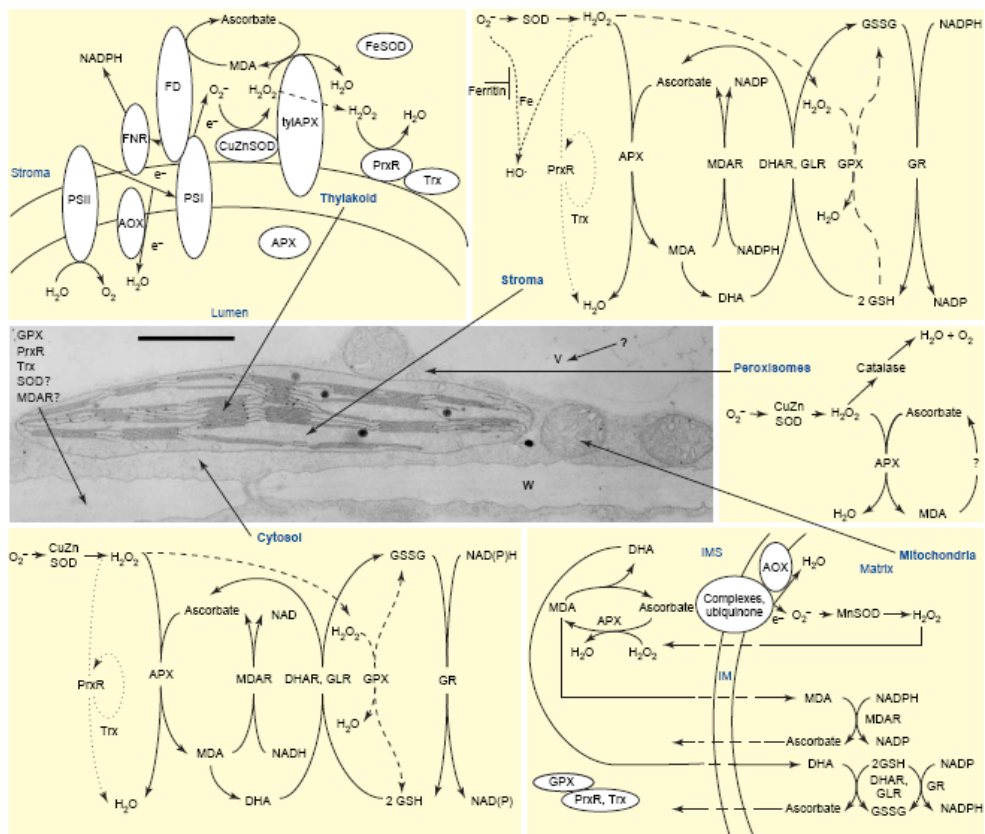 Ascorbate
FeSOD
NADPH
MDA
FD
O₂⁻
H₂O₂
H₂O
H₂O₂
H₂O
tylAPX
e⁻
FNR
CuZnSOD
PrxR
Trx
Stroma
e⁻
PSII
PSI
Thylakoid
AOX
APX
e⁻
H₂O
O₂
H₂O
Lumen
O₂⁻
SOD
H₂O₂
GSSG
NADPH
Ascorbate
NADP
Ferritin
Fe
H₂O₂
PrxR
APX
MDAR
DHAR, GLR
GPX
GR
HO·
Trx
H₂O
MDA
NADPH
H₂O
DHA
2 GSH
NADP
Stroma
GPX
PrxR
Trx
SOD?
MDAR?
?
V
W
Peroxisomes
H₂O + O₂
Catalase
O₂⁻
CuZn
SOD
H₂O₂
Ascorbate
APX
?
H₂O
MDA
Cytosol
O₂⁻
CuZn
SOD
H₂O₂
GSSG
NAD(P)H
Ascorbate
NAD
H₂O₂
PrxR
APX
MDAR
DHAR, GLR
GPX
GR
Trx
H₂O
MDA
NADH
H₂O
DHA
2 GSH
NAD(P)
Mitochondria
DHA
IMS
AOX
Matrix
H₂O
MDA
Ascorbate
Complexes,
ubiquinone
APX
e⁻
O₂⁻
MnSOD
H₂O₂
H₂O
H₂O₂
IM
MDA
NADPH
MDAR
Ascorbate
NADP
DHA
2GSH
NADP
DHAR,
GLR
GR
Ascorbate
GSSG
NADPH
GPX
PrxR, Trx